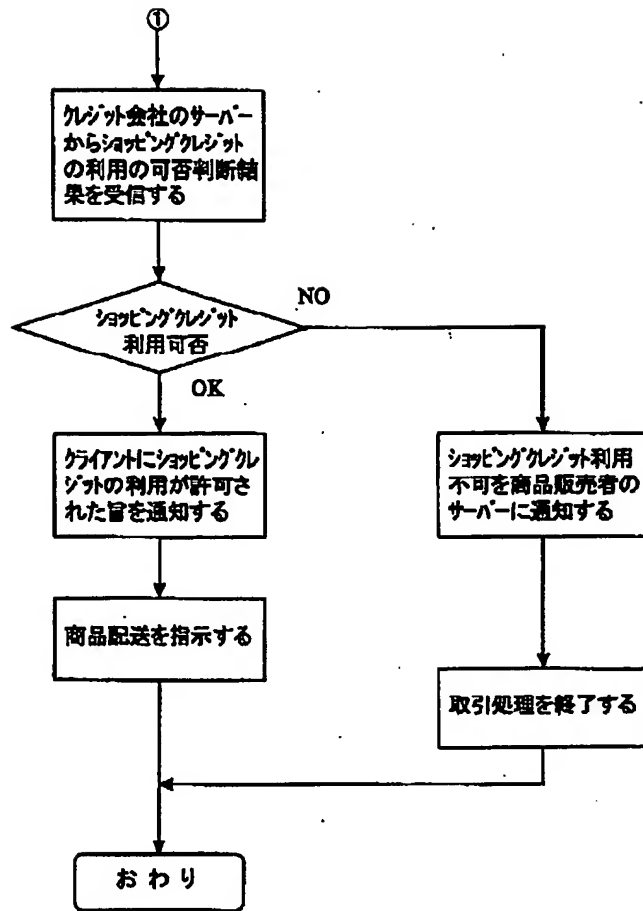 ①
クレジット会社のサーバー
からショッピングクレジット
の利用の可否判断結
果を受信する
ショッピングクレジット
利用可否
NO
OK
クライアントにショッピングクレ
ジットの利用が許可さ
れた旨を通知する
ショッピングクレジット利用
不可を商品販売者の
サーバーに通知する
商品配送を指示する
取引処理を終了する
おわり